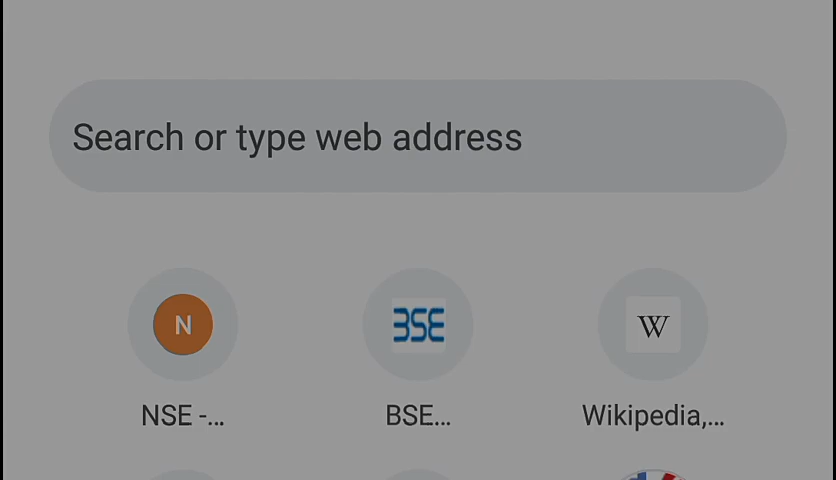 Search or type web address
N BSE W
NSE -... BSE... Wikipedia,...